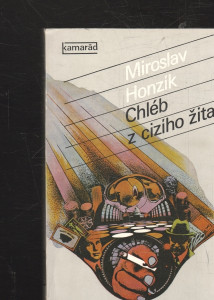 kamarád
Miroslav
Honzík
Chléb
z cizího žita